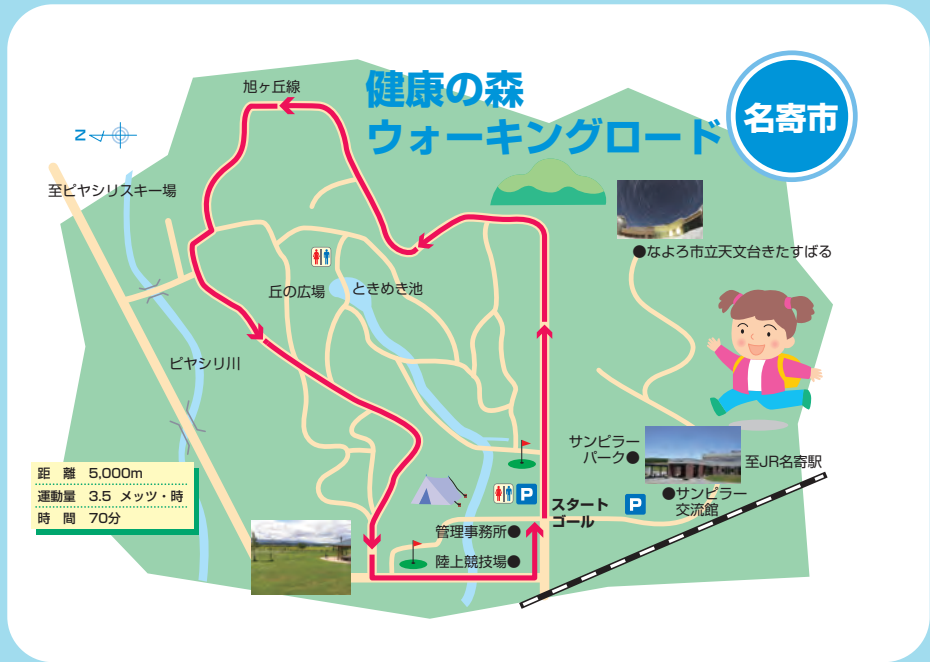 健康の森
ウォーキングロード
名寄市
旭ヶ丘線
N
至ピヤシリスキー場
●なよろ市立天文台きたすばる
丘の広場
ときめき池
ピヤシリ川
サンピラー
パーク●
至JR名寄駅
●サンピラー
交流館
距離 5,000m
運動量 3.5 メッツ・時
時間 70分
P
スタート
ゴール
P
管理事務所●
陸上競技場●